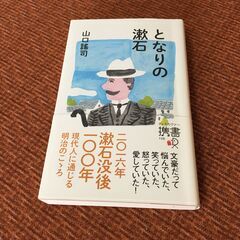 山口謠司
となりの
漱石
文豪だって
悩んでいた、
笑っていた、
怒っていた、
愛していた!
二〇一六年
漱石没後
一〇〇年
現代人に通じる
明治のこゝろ
携書